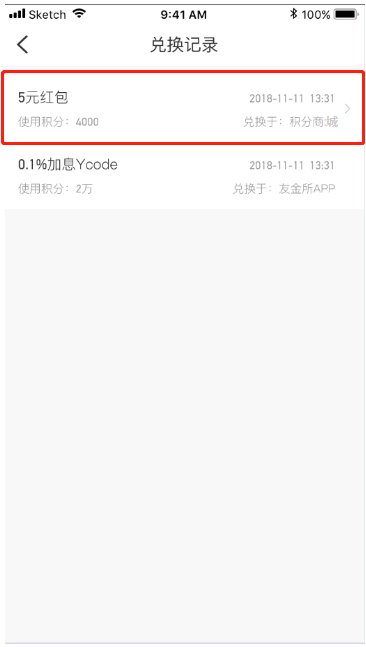 Sketch 9:41 AM 100%
兑换记录
5元红包 2018-11-11 13:31
使用积分：4000 兑换于：积分商城
0.1%加息Ycode 2018-11-11 13:31
使用积分：2万 兑换于：友金所APP